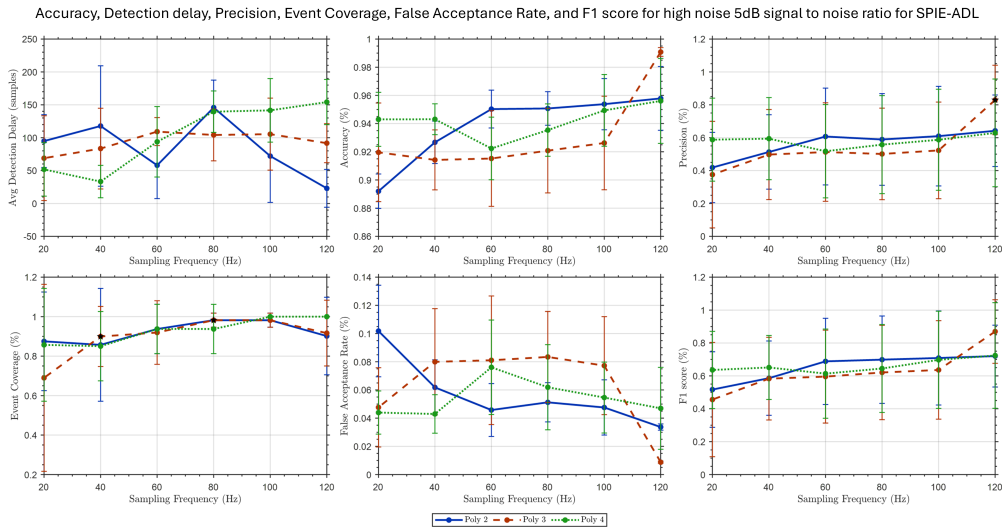 Accuracy, Detection delay, Precision, Event Coverage, False Acceptance Rate, and F1 score for high noise 5dB signal to noise ratio for SPIE-ADL
Avg Detection Delay (samples)
250
200
150
100
50
0
-50
20 40 60 80 100 120
Sampling Frequency (Hz)
Accuracy (%)
1
0.98
0.96
0.94
0.92
0.9
0.88
0.86
20 40 60 80 100 120
Sampling Frequency (Hz)
Precision (%)
1.2
1
0.8
0.6
0.4
0.2
0
20 40 60 80 100 120
Sampling Frequency (Hz)
Event Coverage (%)
1.2
1
0.8
0.6
0.4
0.2
20 40 60 80 100 120
Sampling Frequency (Hz)
False Acceptance Rate (%)
0.14
0.12
0.1
0.08
0.06
0.04
0.02
0
20 40 60 80 100 120
Sampling Frequency (Hz)
F1 score (%)
1.2
1
0.8
0.6
0.4
0.2
0
20 40 60 80 100 120
Sampling Frequency (Hz)
Poly 2 Poly 3 Poly 4